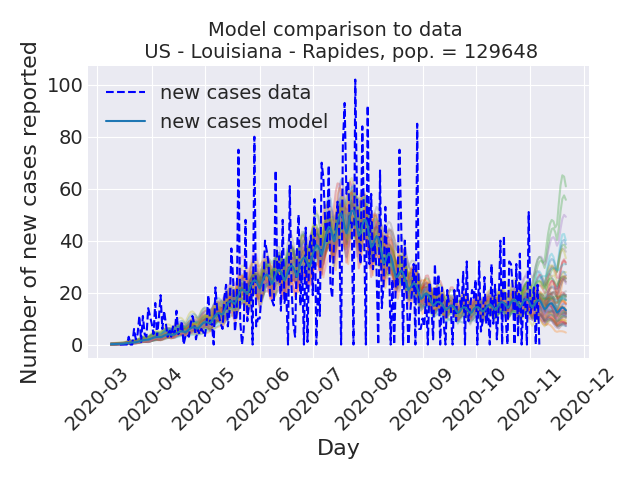 Model comparison to data
US - Louisiana - Rapides, pop. = 129648
Number of new cases reported
100
80
60
40
20
0
new cases data
new cases model
2020-03
2020-04
2020-05
2020-06
2020-07
2020-08
2020-09
2020-10
2020-11
2020-12
Day